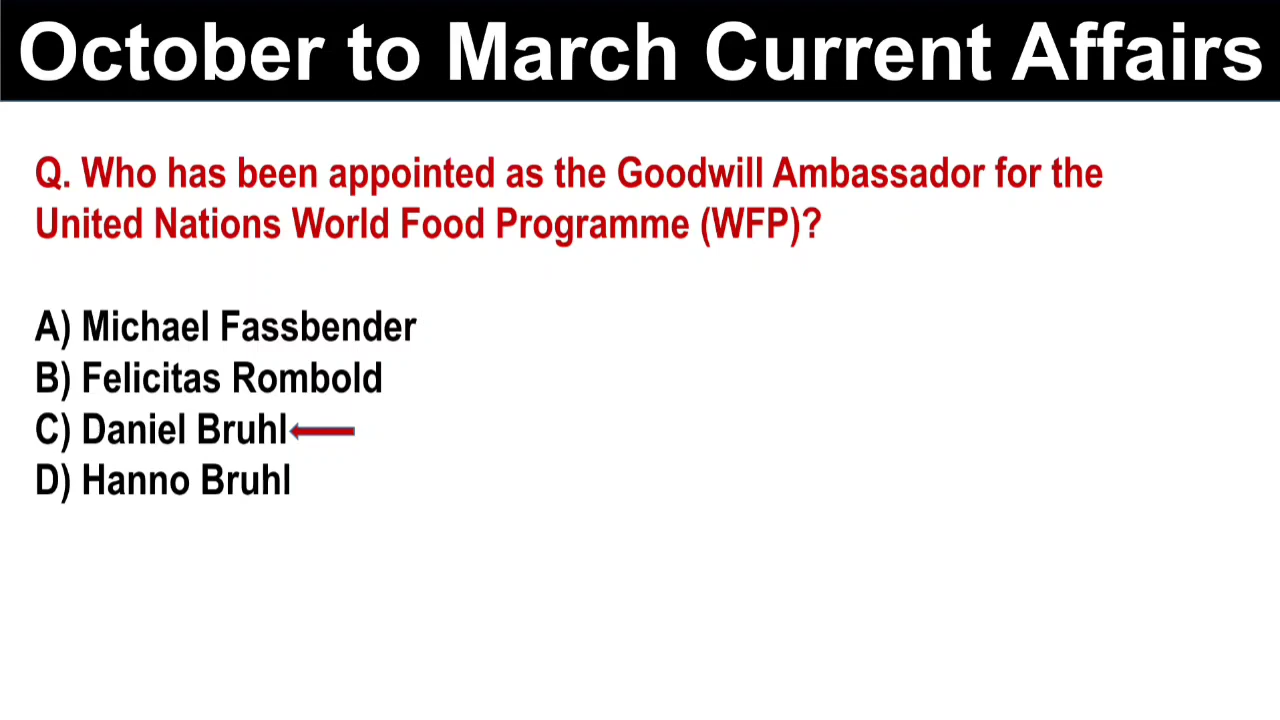 October to March Current Affairs
Q. Who has been appointed as the Goodwill Ambassador for the
United Nations World Food Programme (WFP)?
A) Michael Fassbender
B) Felicitas Rombold
C) Daniel Bruhl
D) Hanno Bruhl